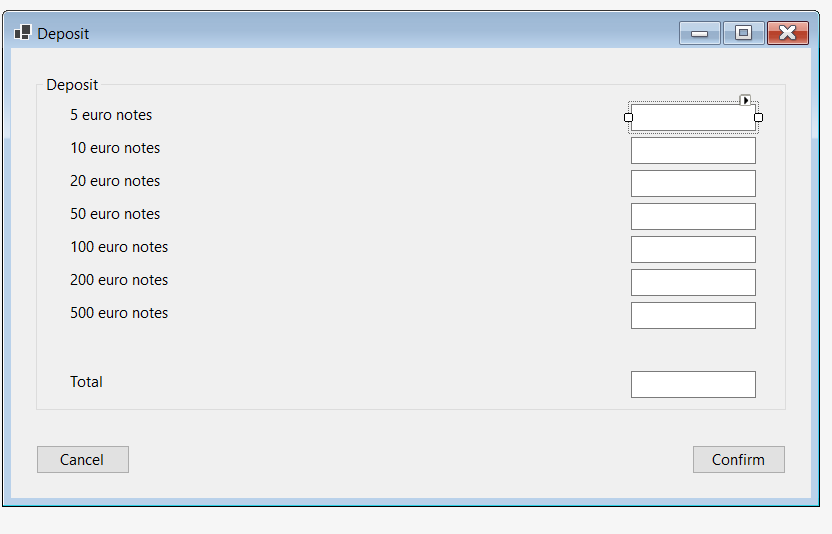 Deposit
Deposit
5 euro notes
10 euro notes
20 euro notes
50 euro notes
100 euro notes
200 euro notes
500 euro notes
Total
Cancel Confirm